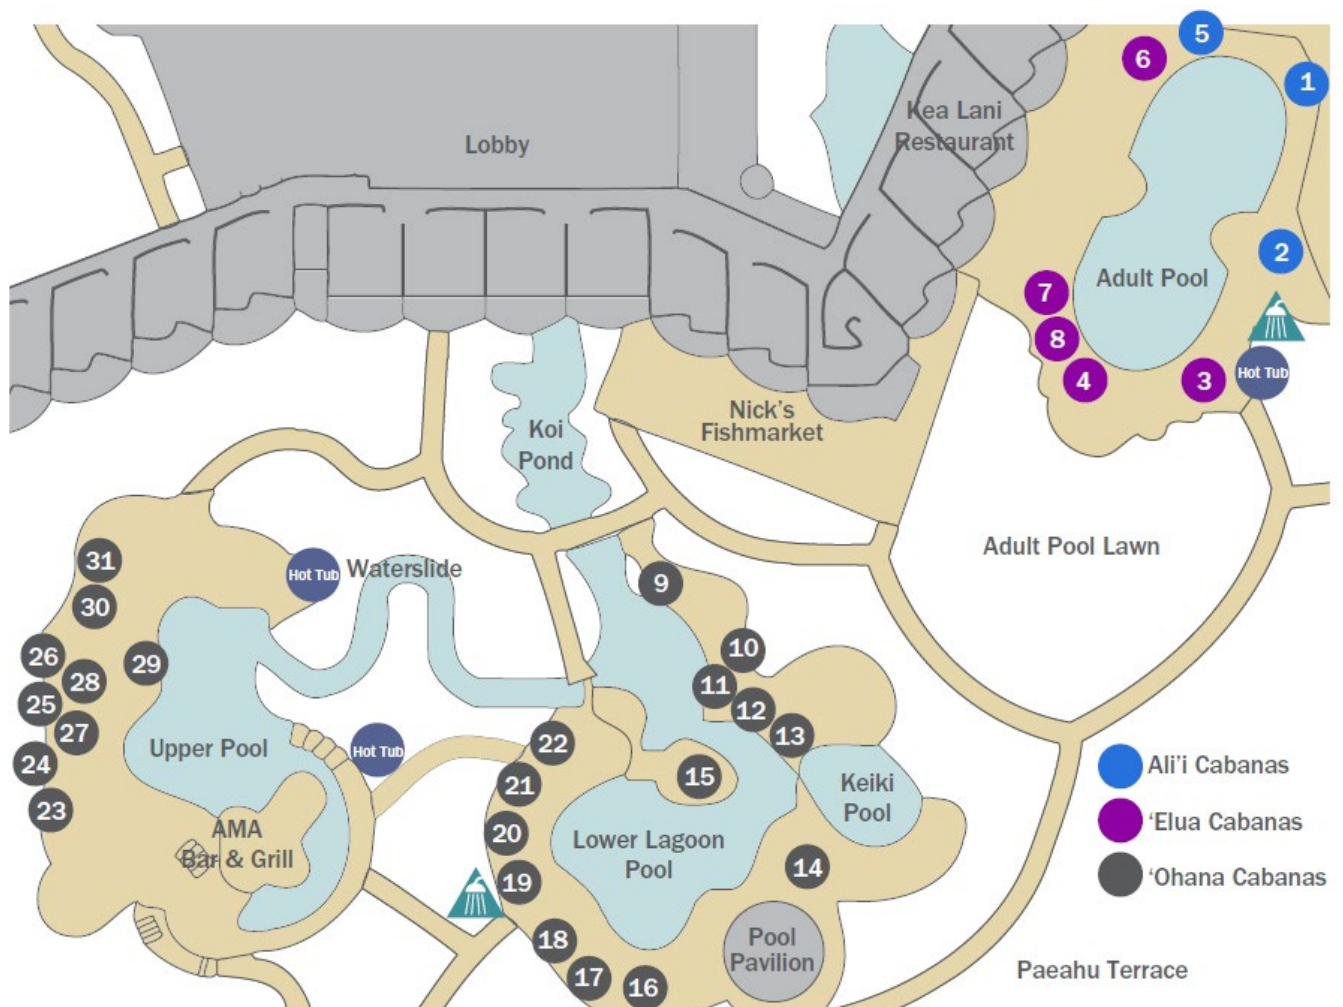 5
6
1
Kea Lani
Restaurant
Lobby
2
Adult Pool
7
8
4
3
Hot Tub
Nick's
Fishmarket
Koi
Pond
Adult Pool Lawn
31
Hot Tub
Waterslide
9
30
26
29
10
28
11
25
12
27
13
22
Upper Pool
Hot Tub
24
15
21
Keiki
Pool
23
20
AMA
Bar & Grill
Lower Lagoon
Pool
14
19
Ali'i Cabanas
‘Elua Cabanas
‘Ohana Cabanas
18
Pool
Pavilion
17
16
Paeahu Terrace